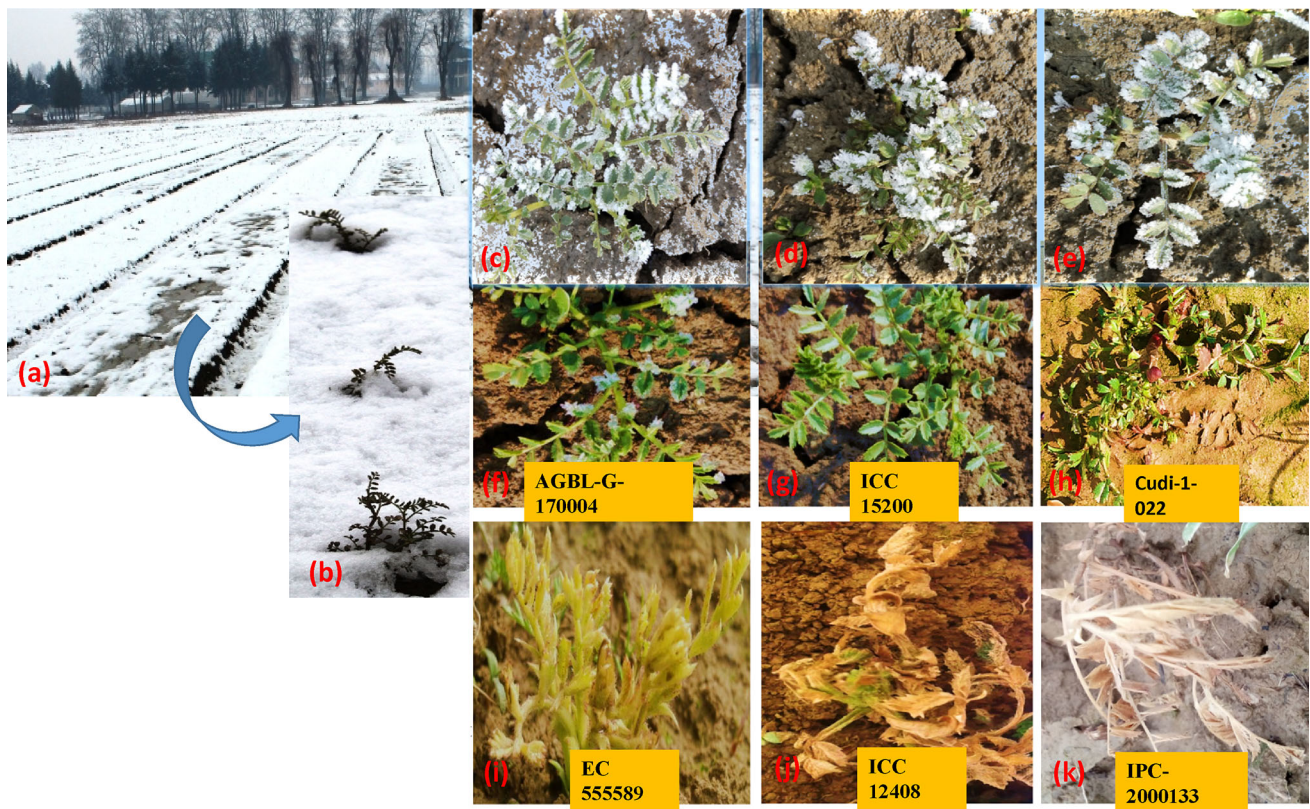 (a)
(b)
(c)
(d)
(e)
(f)
AGBL-G-
170004
(g)
ICC
15200
(h)
Cudi-1-
022
(i)
EC
555589
(j)
ICC
12408
(k)
IPC-
2000133